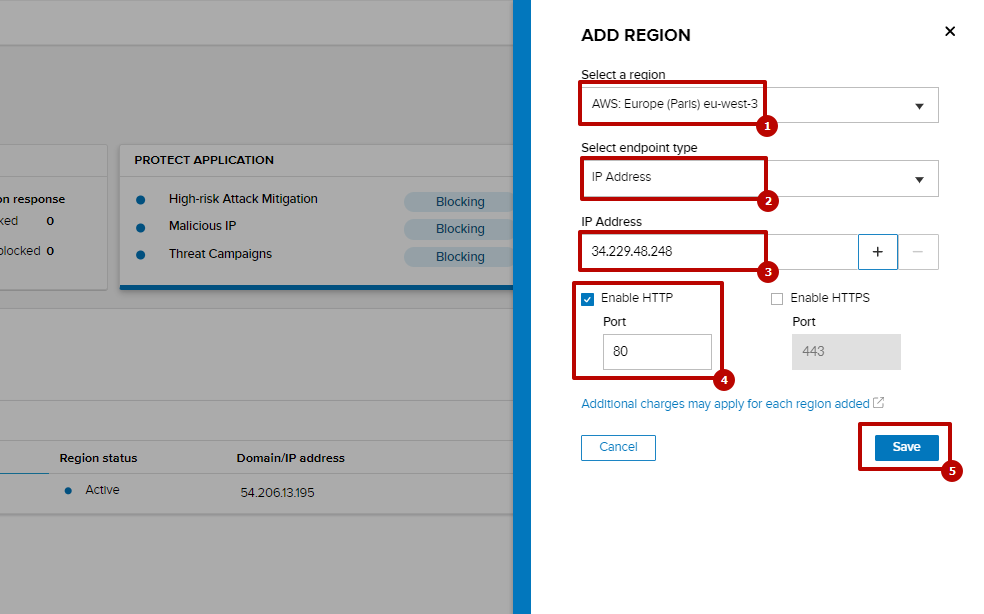 ADD REGION
Select a region
AWS: Europe (Paris) eu-west-3
1
Select endpoint type
IP Address
2
IP Address
34.229.48.248
+ −
3
Enable HTTP Enable HTTPS
Port Port
80 443
4
Additional charges may apply for each region added
Cancel Save
5
PROTECT APPLICATION
High-risk Attack Mitigation Blocking
Malicious IP Blocking
Threat Campaigns Blocking
on response
ked 0
blocked 0
Region status Domain/IP address
Active 54.206.13.195